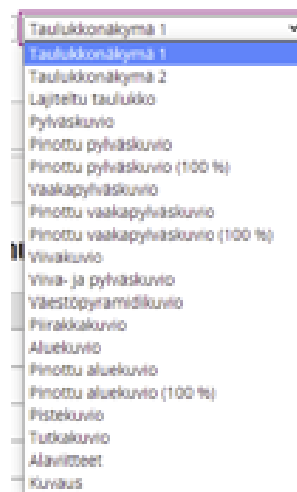 Taulukkonäkymä 1
Taulukkonäkymä 1
Taulukkonäkymä 2
Lajiteltu taulukko
Pylväskuvio
Pinottu pylväskuvio
Pinottu pylväskuvio (100 %)
Vaakapylväskuvio
Pinottu vaakapylväskuvio
Pinottu vaakapylväskuvio (100 %)
Viivakuvio
Viiva- ja pylväskuvio
Väestöpyramidikuvio
Piirakkakuvio
Aluekuvio
Pinottu aluekuvio
Pinottu aluekuvio (100 %)
Pistekuvio
Tutkakuvio
Alaviitteet
Kuvaus